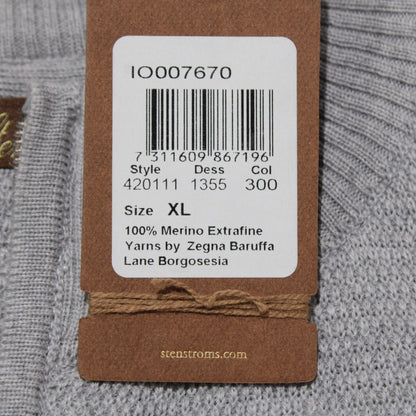 IO007670
7 311609 867196
Style Dess Col
420111 1355 300
Size XL
100% Merino Extrafine
Yarns by Zegna Baruffa
Lane Borgosesia
stenstroms.com